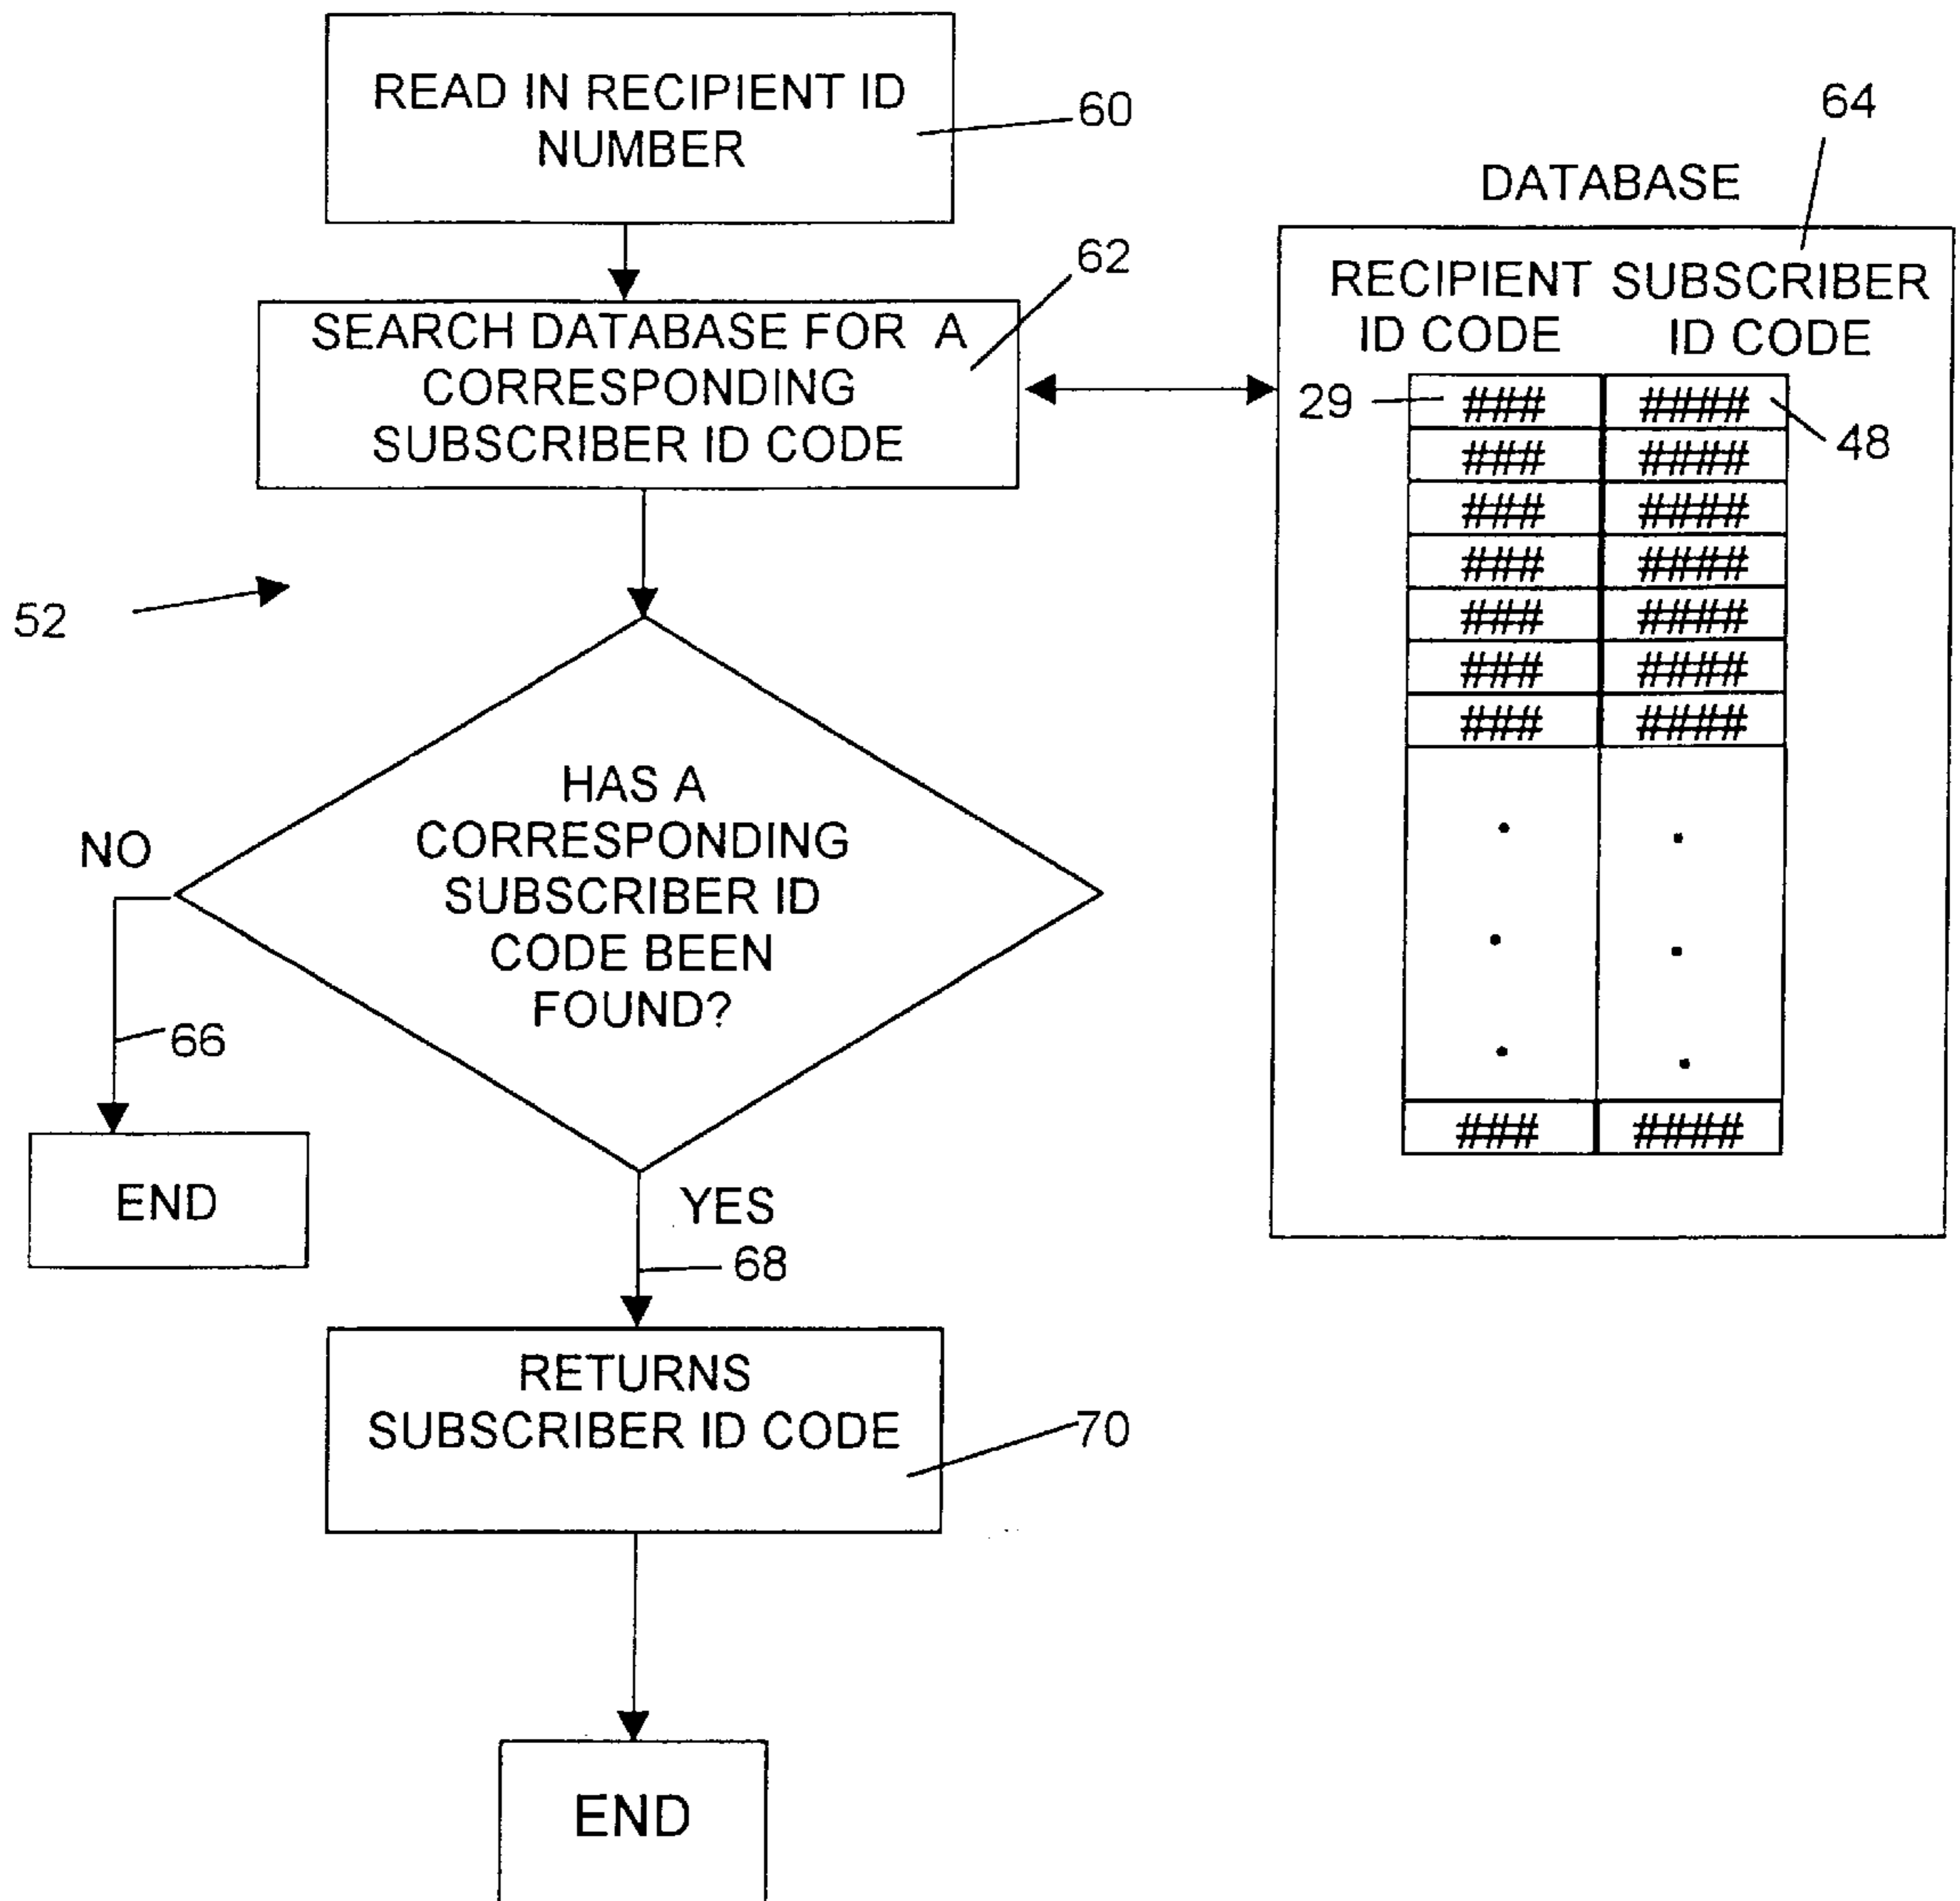 READ IN RECIPIENT ID
NUMBER
60
62
SEARCH DATABASE FOR A
CORRESPONDING
SUBSCRIBER ID CODE
52
HAS A
CORRESPONDING
SUBSCRIBER ID
CODE BEEN
FOUND?
NO
66
END
YES
68
RETURNS
SUBSCRIBER ID CODE
70
END
64
DATABASE
RECIPIENT SUBSCRIBER
ID CODE ID CODE
29 #### #####
48
#### #####
#### #####
#### #####
#### #####
#### #####
#### #####
. .
. .
. .
#### #####